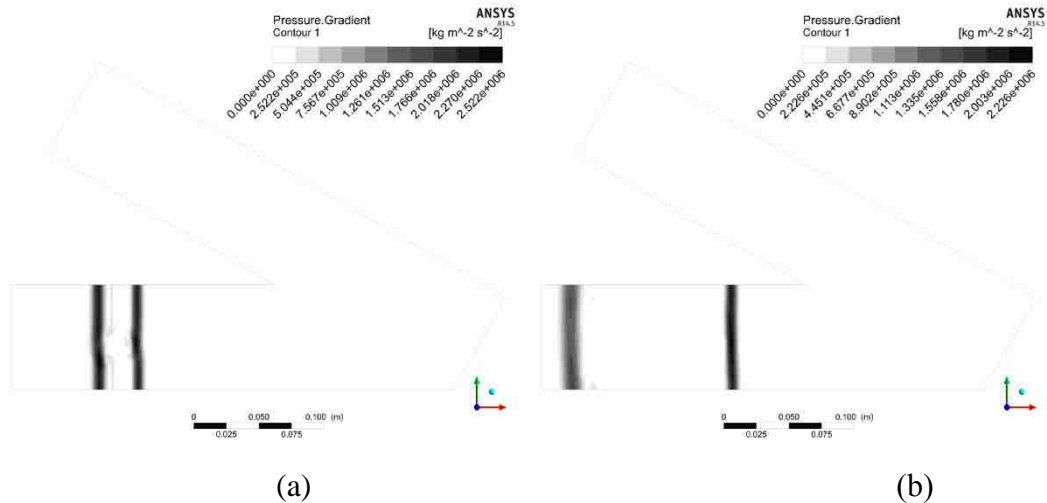 Pressure.Gradient
Contour 1
[kg m^-2 s^-2]
ANSYS
R14.5
0.000e+000
2.522e+005
5.044e+005
7.567e+005
1.009e+006
1.261e+006
1.513e+006
1.766e+006
2.018e+006
2.270e+006
2.522e+006
0 0.050 0.100 (m)
0.025 0.075
(a)
Pressure.Gradient
Contour 1
[kg m^-2 s^-2]
ANSYS
R14.5
0.000e+000
2.226e+005
4.451e+005
6.677e+005
8.902e+005
1.113e+006
1.335e+006
1.558e+006
1.780e+006
2.003e+006
2.226e+006
0 0.050 0.100 (m)
0.025 0.075
(b)